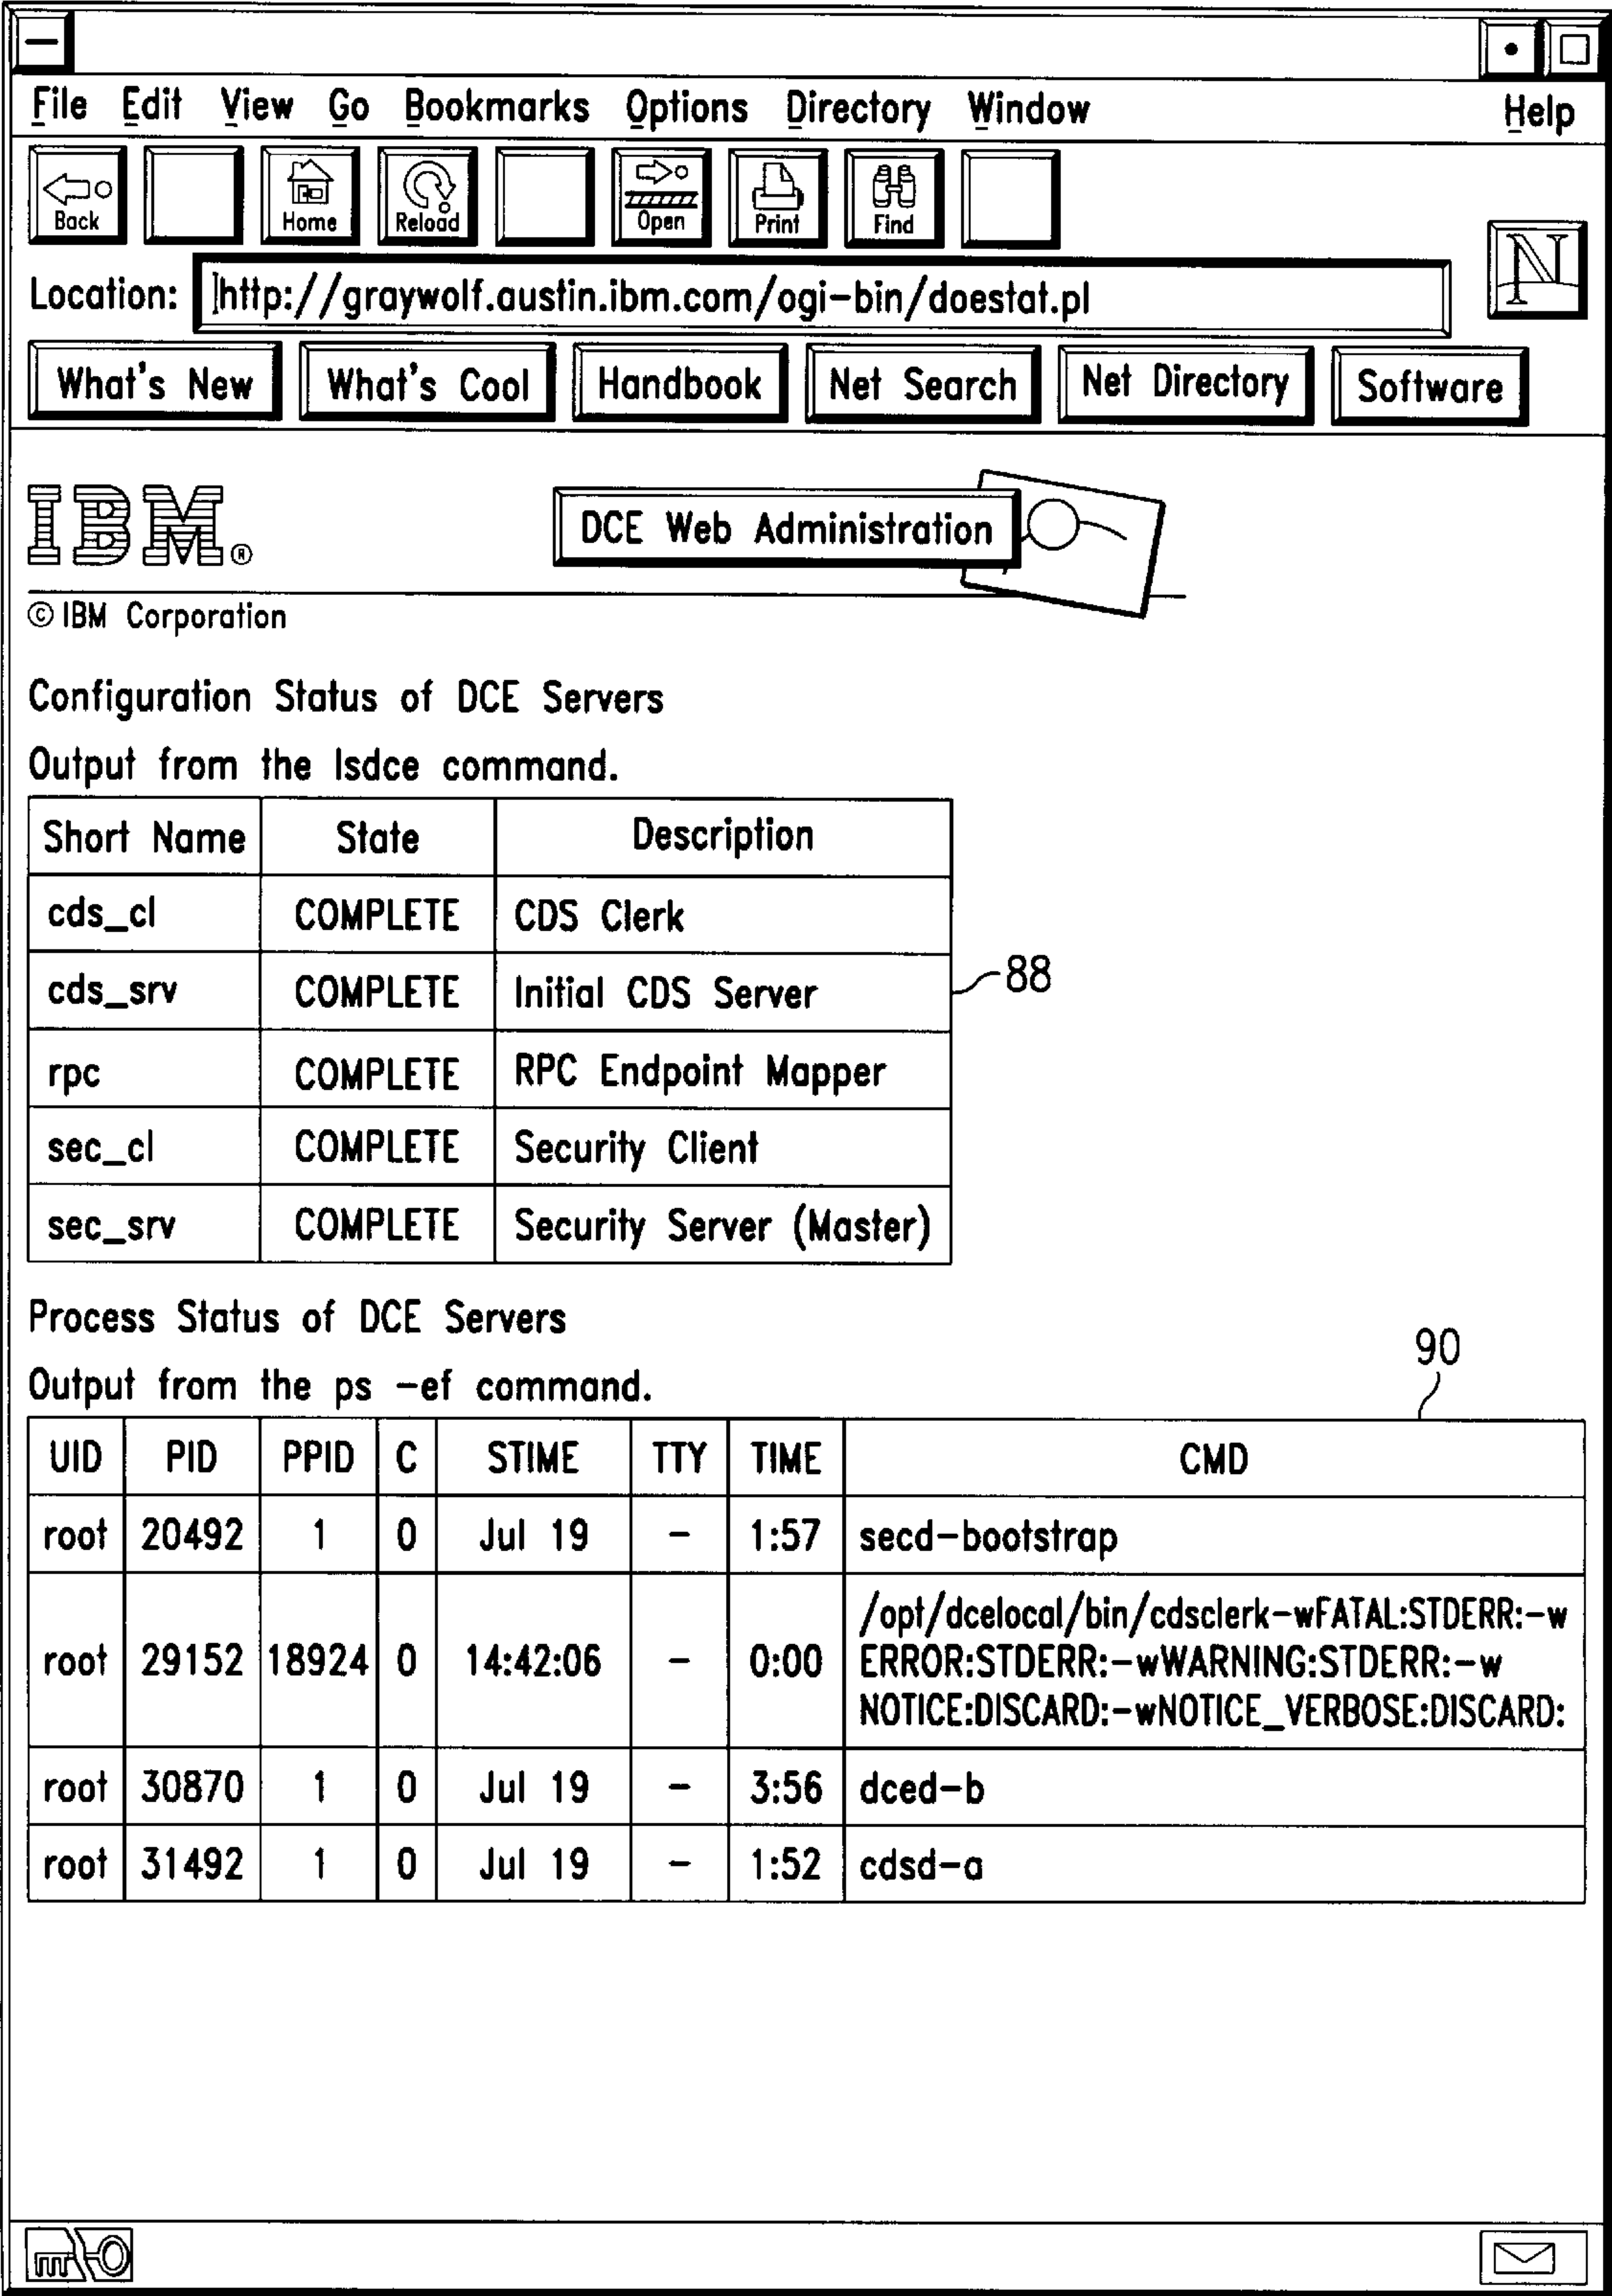 File Edit View Go Bookmarks Options Directory Window Help
Back Home Reload Open Print Find
N
Location: http://graywolf.austin.ibm.com/ogi-bin/doestat.pl
What's New What's Cool Handbook Net Search Net Directory Software
IBM® DCE Web Administration
© IBM Corporation
Configuration Status of DCE Servers
Output from the lsdce command.
Short Name State Description
cds_cl COMPLETE CDS Clerk
cds_srv COMPLETE Initial CDS Server
88
rpc COMPLETE RPC Endpoint Mapper
sec_cl COMPLETE Security Client
sec_srv COMPLETE Security Server (Master)
Process Status of DCE Servers
90
Output from the ps -ef command.
UID PID PPID C STIME TTY TIME CMD
root 20492 1 0 Jul 19 - 1:57 secd-bootstrap
root 29152 18924 0 14:42:06 - 0:00 /opt/dcelocal/bin/cdsclerk-wFATAL:STDERR:-w
ERROR:STDERR:-wWARNING:STDERR:-w
NOTICE:DISCARD:-wNOTICE_VERBOSE:DISCARD:
root 30870 1 0 Jul 19 - 3:56 dced-b
root 31492 1 0 Jul 19 - 1:52 cdsd-a